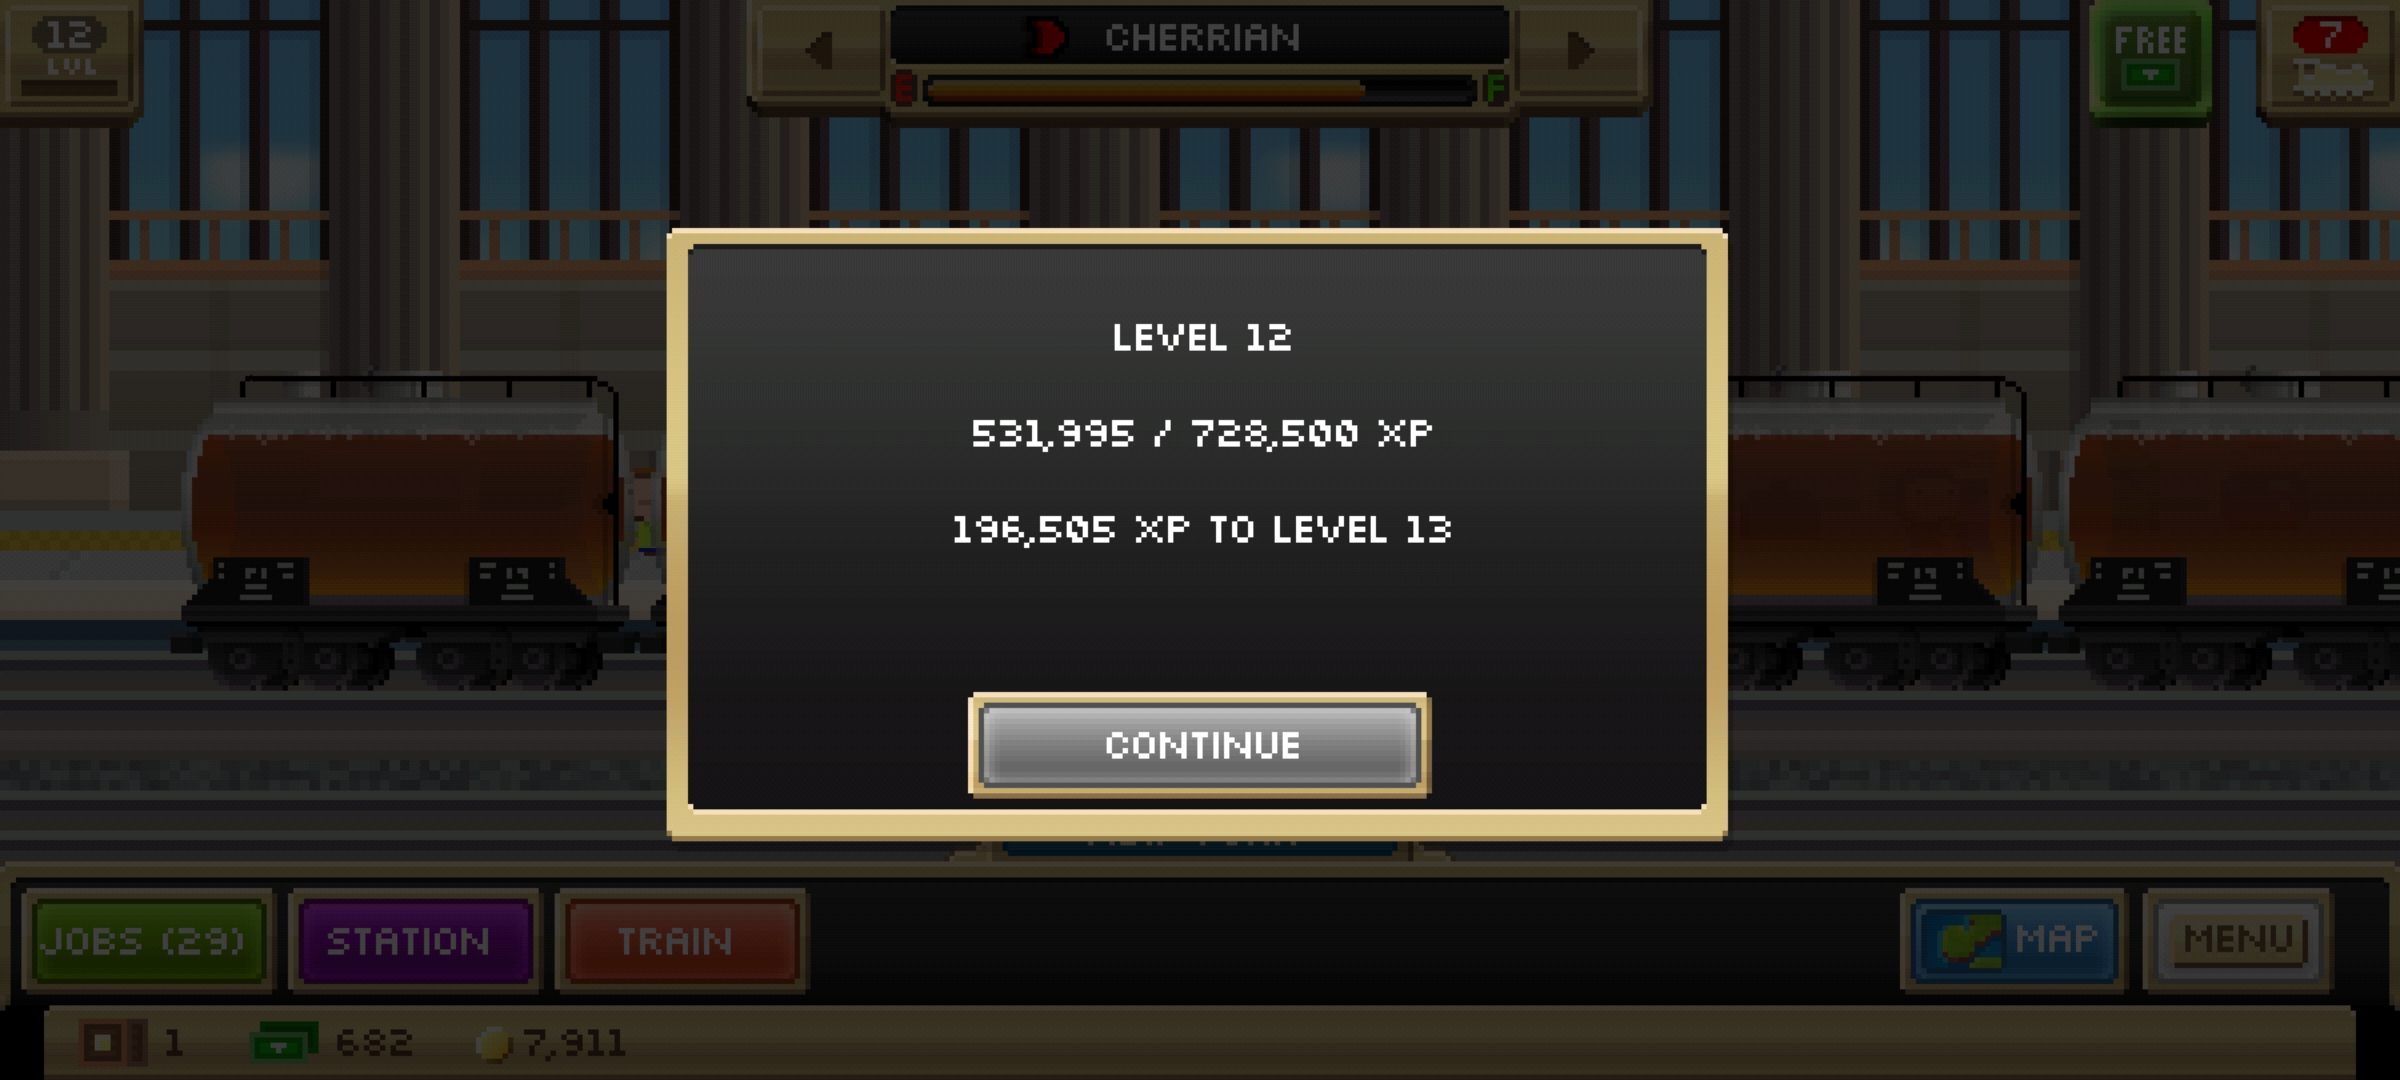 12
LVL
CHERRIAN
E
F
FREE
7
LEVEL 12
531,995 / 728,500 XP
196,505 XP TO LEVEL 13
CONTINUE
JOBS (29)
STATION
TRAIN
MAP
MENU
1
682
7,911